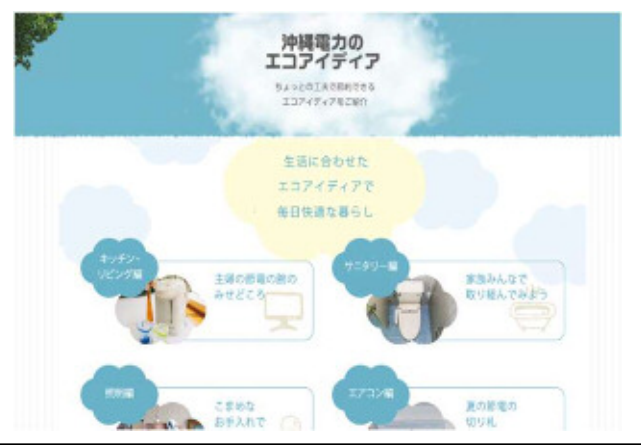 沖縄電力の
エコアイディア
ちょっとの工夫で節約できる
エコアイディアをご紹介
生活に合わせた
エコアイディアで
毎日快適な暮らし
キッチン・
リビング編
主婦の節電の腕の
みせどころ
サニタリー編
家族みんなで
取り組んでみよう
照明編
こまめな
お手入れで
エアコン編
夏の節電の
切り札